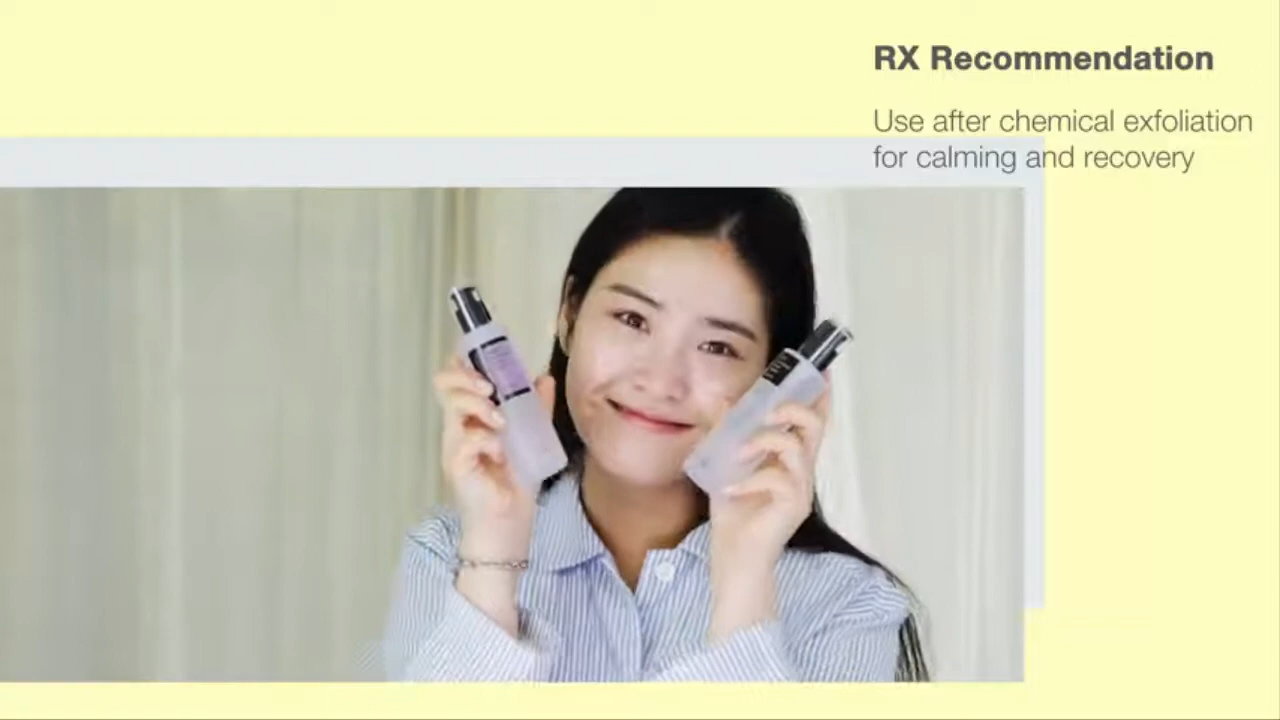 RX Recommendation
Use after chemical exfoliation
for calming and recovery